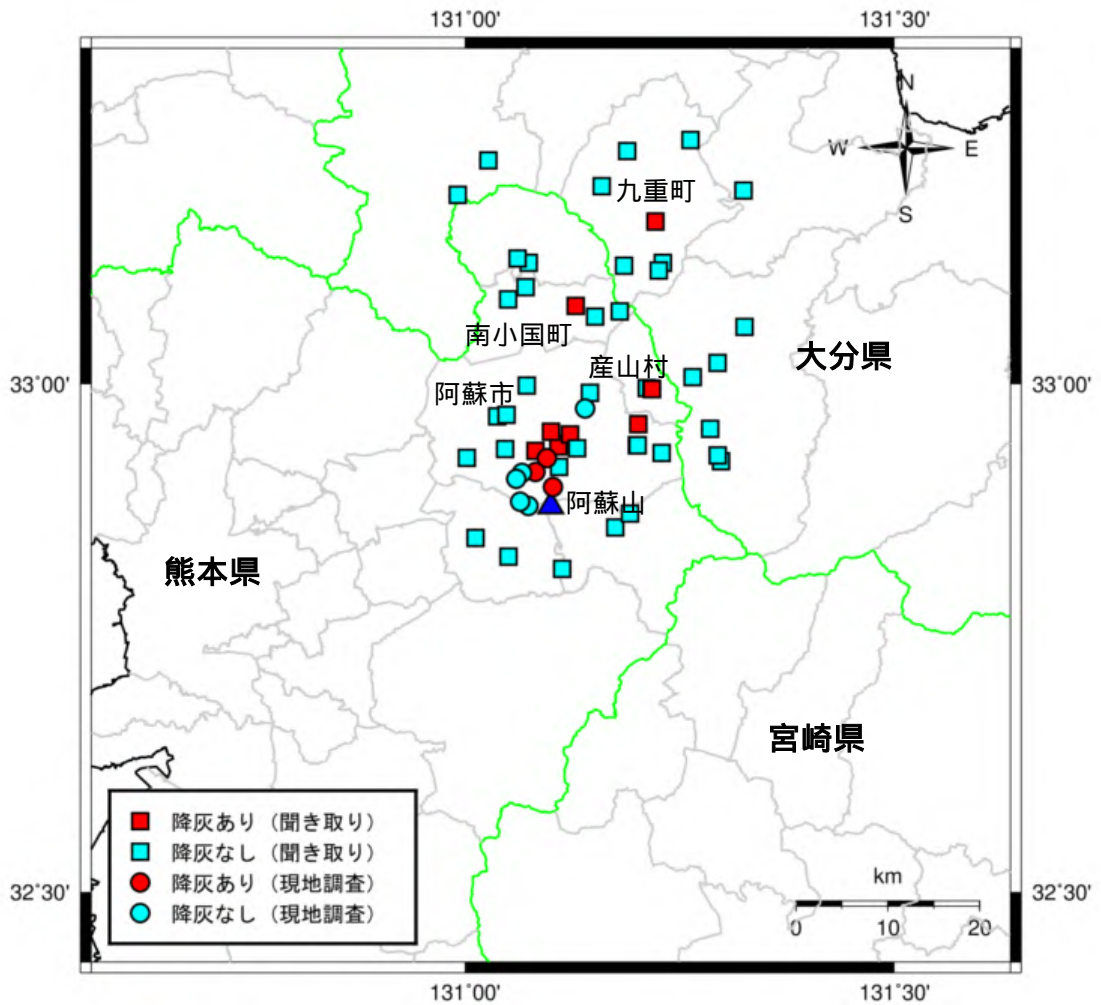 131°00' 131°30'
N
W E
S
九重町
南小国町
産山村
大分県
33°00' 33°00'
阿蘇市
阿蘇山
熊本県
宮崎県
降灰あり（聞き取り）
降灰なし（聞き取り）
降灰あり（現地調査）
降灰なし（現地調査）
km
0 10 20
32°30' 32°30'
131°00' 131°30'